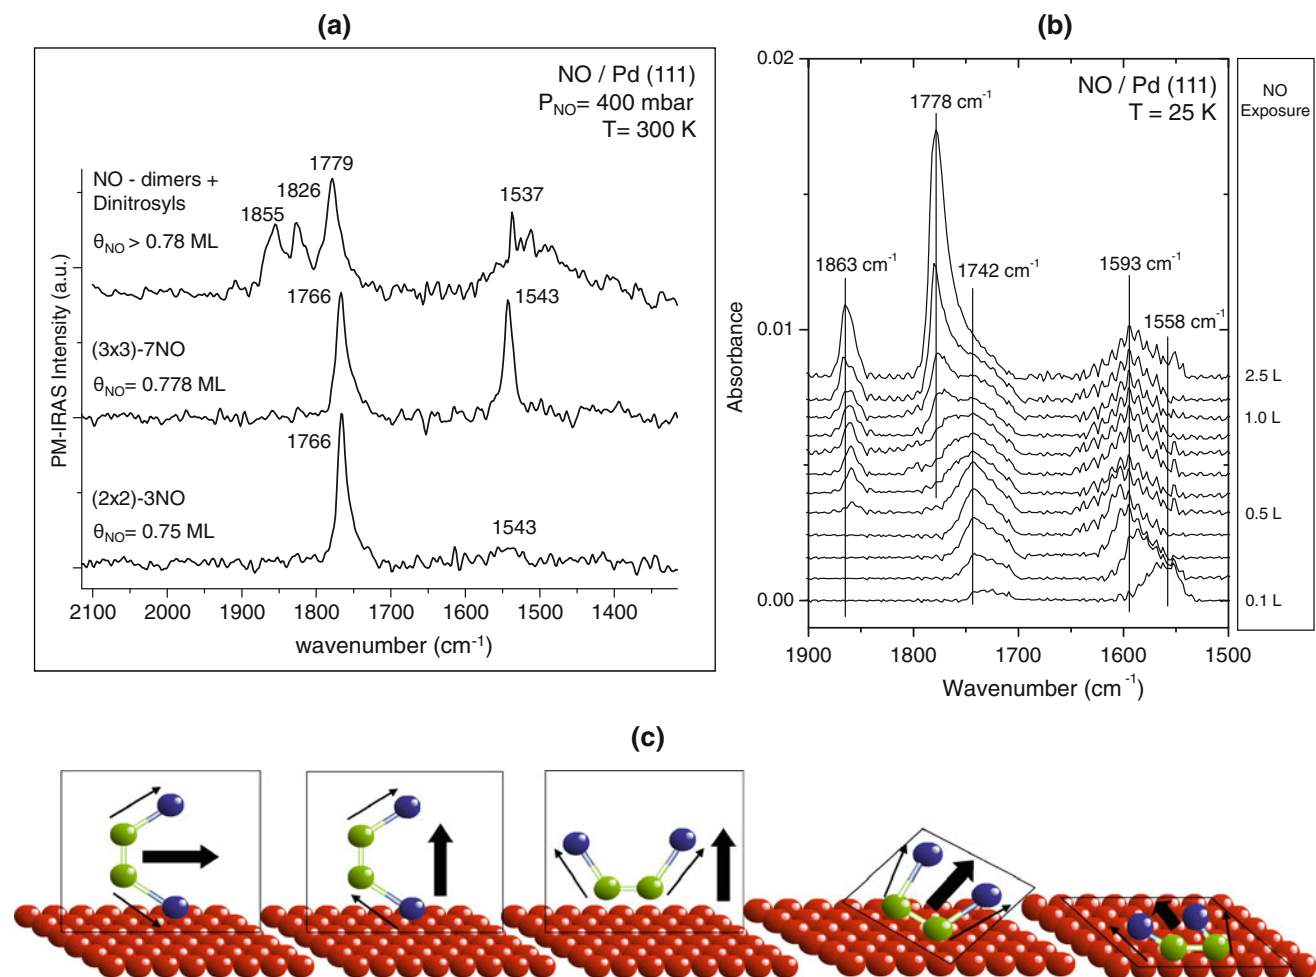 (a)
NO / Pd (111)
P_NO= 400 mbar
T= 300 K
NO - dimers +
Dinitrosyls
θ_NO > 0.78 ML
1855
1826
1779
1537
(3x3)-7NO
θ_NO= 0.778 ML
1766
1543
(2x2)-3NO
θ_NO= 0.75 ML
1766
1543
PM-IRAS Intensity (a.u.)
2100 2000 1900 1800 1700 1600 1500 1400
wavenumber (cm⁻¹)
(b)
NO / Pd (111)
T = 25 K
0.02
0.01
0.00
Absorbance
1778 cm⁻¹
1863 cm⁻¹
1742 cm⁻¹
1593 cm⁻¹
1558 cm⁻¹
NO
Exposure
2.5 L
1.0 L
0.5 L
0.1 L
1900 1800 1700 1600 1500
Wavenumber (cm⁻¹)
(c)